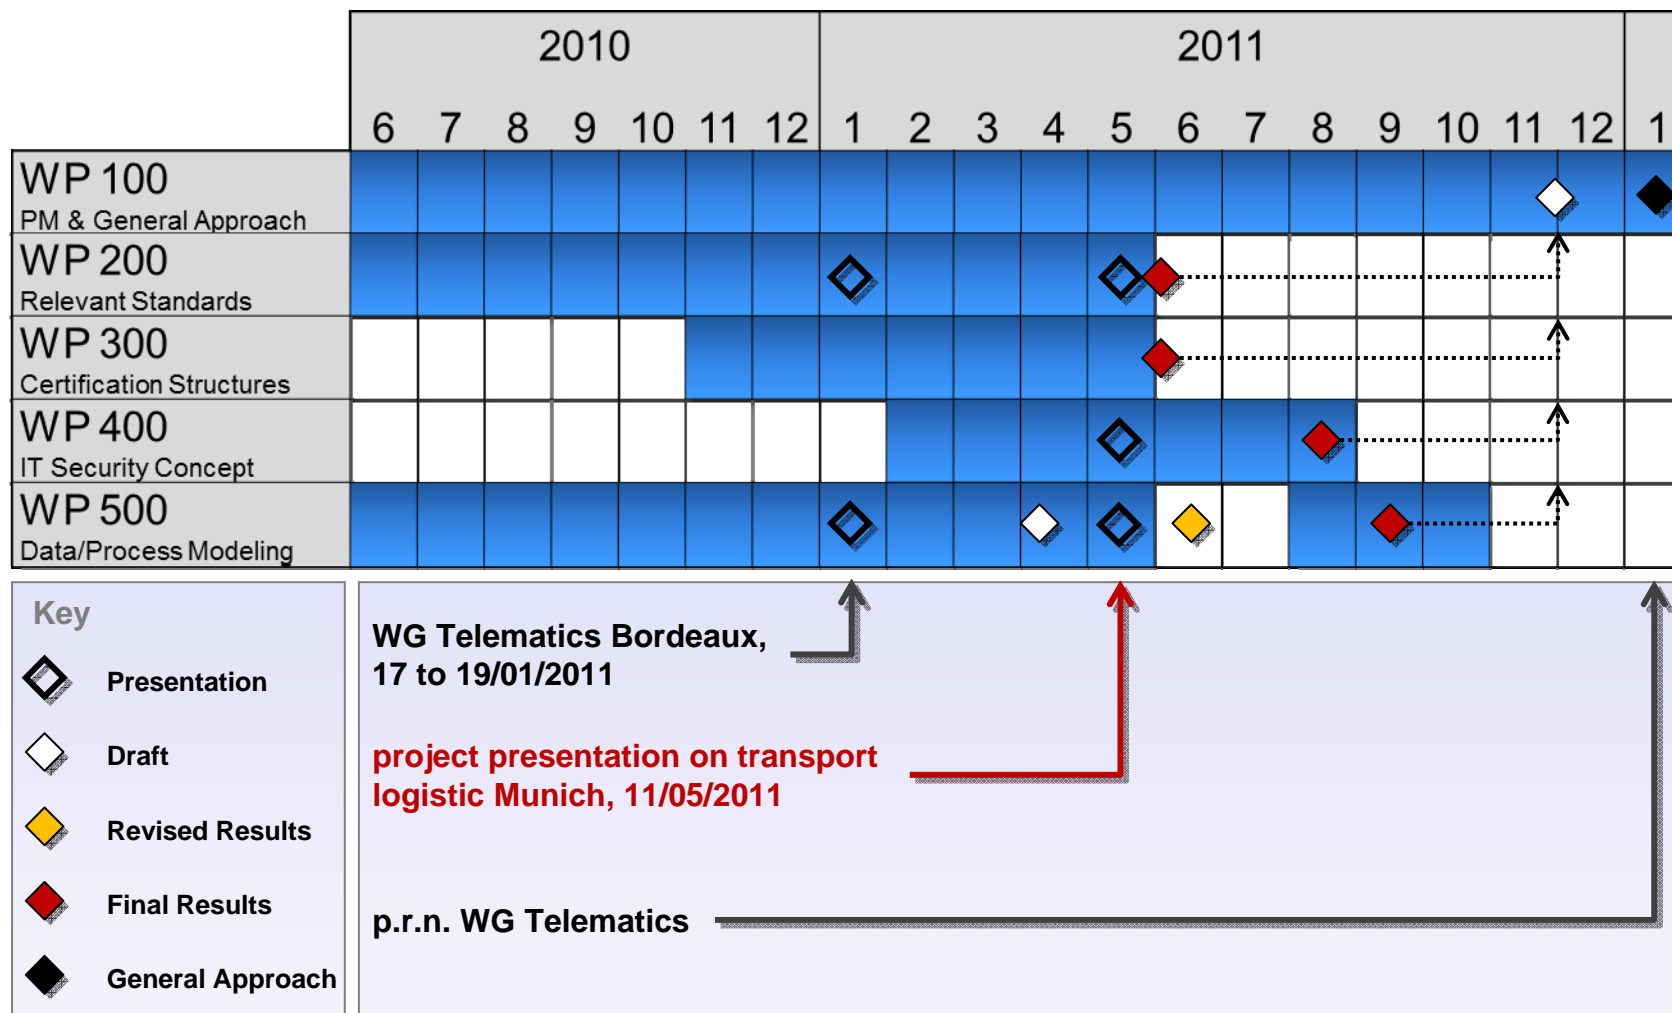 2010 2011
6 7 8 9 10 11 12 1 2 3 4 5 6 7 8 9 10 11 12 1
WP 100
PM & General Approach
WP 200
Relevant Standards
WP 300
Certification Structures
WP 400
IT Security Concept
WP 500
Data/Process Modeling
Key
Presentation
Draft
Revised Results
Final Results
General Approach
WG Telematics Bordeaux,
17 to 19/01/2011
project presentation on transport
logistic Munich, 11/05/2011
p.r.n. WG Telematics